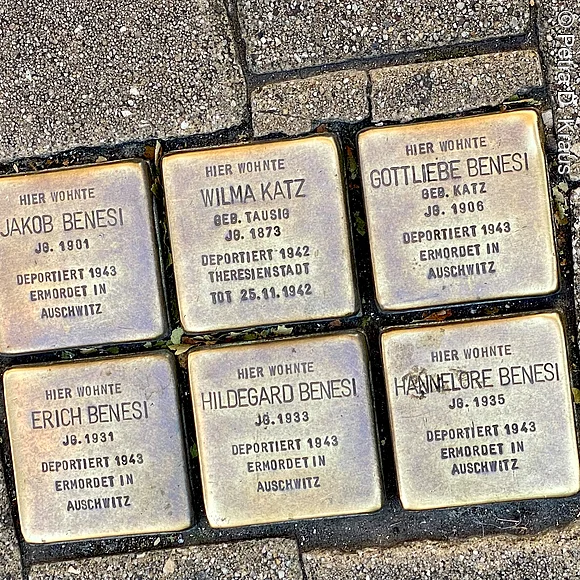 HIER WOHNTE
JAKOB BENESI
JG. 1901
DEPORTIERT 1943
ERMORDET IN
AUSCHWITZ
HIER WOHNTE
WILMA KATZ
GEB. TAUSIG
JG. 1873
DEPORTIERT 1942
THERESIENSTADT
TOT 25.11.1942
HIER WOHNTE
GOTTLIEBE BENESI
GEB. KATZ
JG. 1906
DEPORTIERT 1943
ERMORDET IN
AUSCHWITZ
HIER WOHNTE
ERICH BENESI
JG. 1931
DEPORTIERT 1943
ERMORDET IN
AUSCHWITZ
HIER WOHNTE
HILDEGARD BENESI
JG. 1933
DEPORTIERT 1943
ERMORDET IN
AUSCHWITZ
HIER WOHNTE
HANNELORE BENESI
JG. 1935
DEPORTIERT 1943
ERMORDET IN
AUSCHWITZ
©Petra D. Kraus